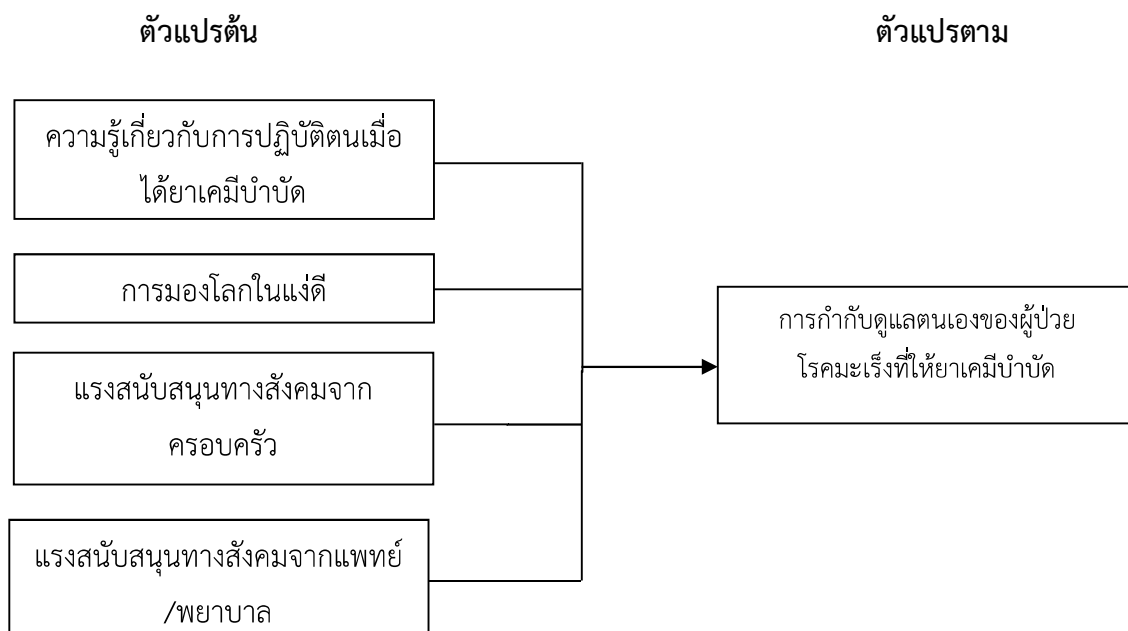 ตัวแปรต้น
ตัวแปรตาม
ความรู้เกี่ยวกับการปฏิบัติตนเมื่อ
ได้ยาเคมีบำบัด
การมองโลกในแง่ดี
แรงสนับสนุนทางสังคมจาก
ครอบครัว
แรงสนับสนุนทางสังคมจากแพทย์
/พยาบาล
การกำกับดูแลตนเองของผู้ป่วย
โรคมะเร็งที่ให้ยาเคมีบำบัด